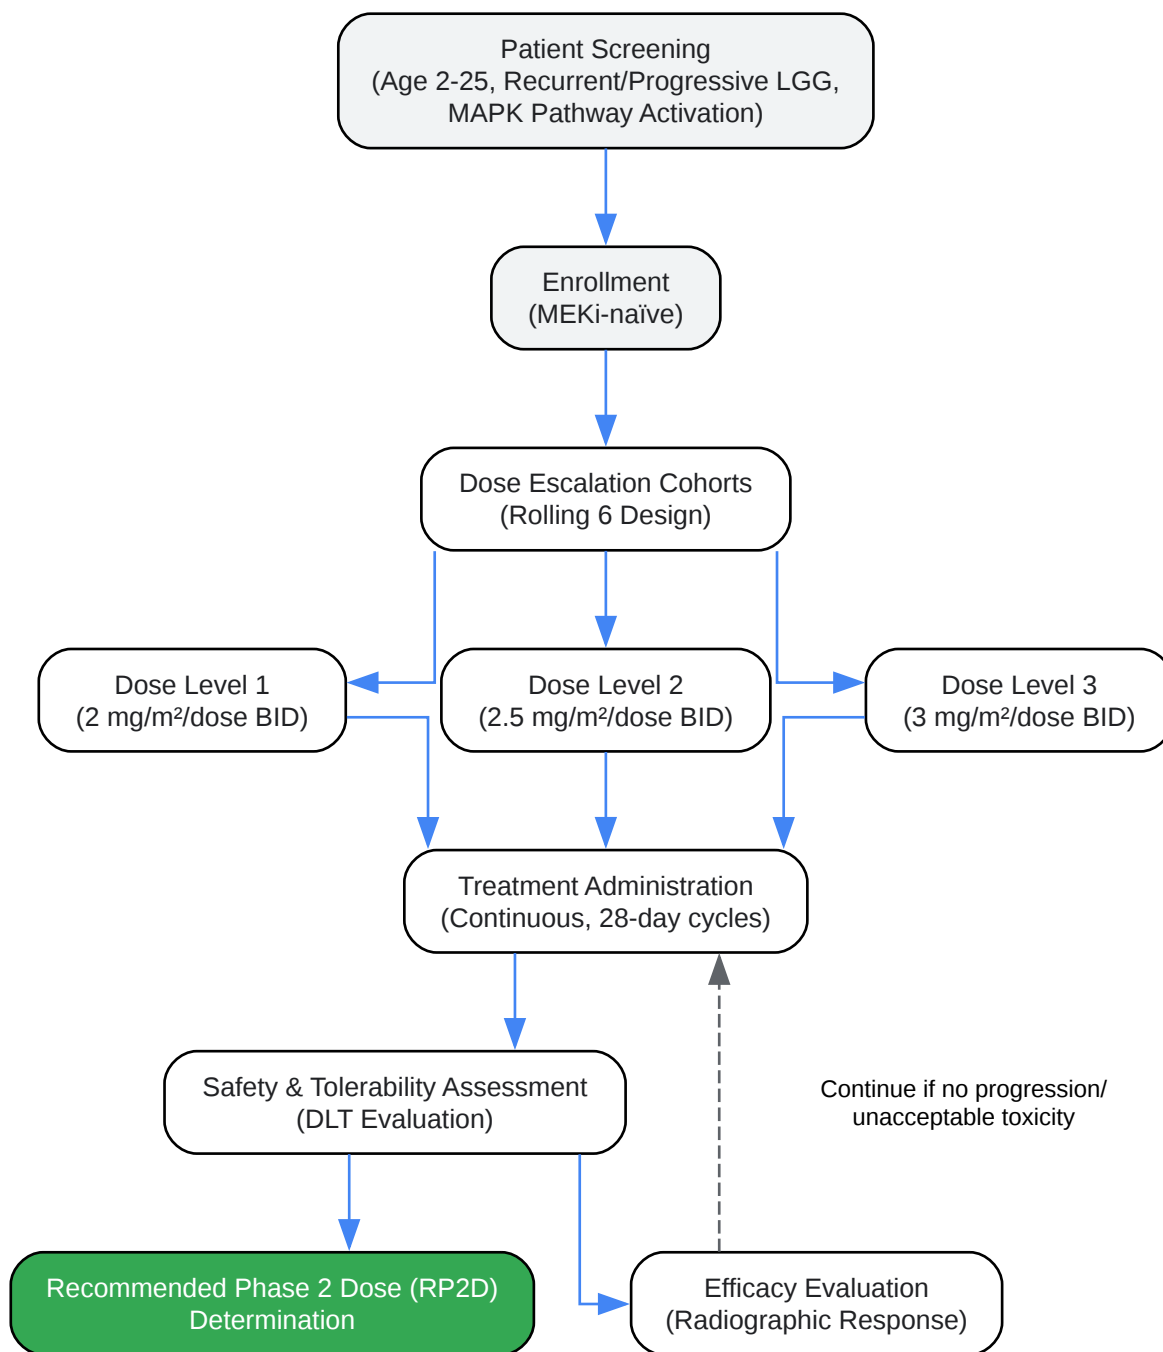 Patient Screening
(Age 2-25, Recurrent/Progressive LGG,
MAPK Pathway Activation)
Enrollment
(MEKi-naïve)
Dose Escalation Cohorts
(Rolling 6 Design)
Dose Level 1
(2 mg/m²/dose BID)
Dose Level 2
(2.5 mg/m²/dose BID)
Dose Level 3
(3 mg/m²/dose BID)
Treatment Administration
(Continuous, 28-day cycles)
Safety & Tolerability Assessment
(DLT Evaluation)
Continue if no progression/
unacceptable toxicity
Recommended Phase 2 Dose (RP2D)
Determination
Efficacy Evaluation
(Radiographic Response)